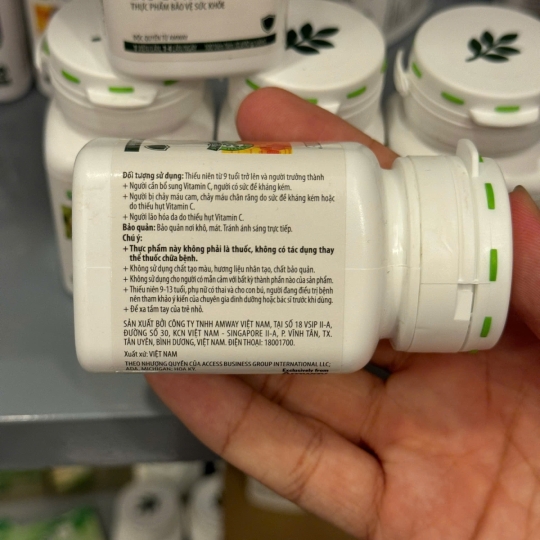 THỰC PHẨM BẢO VỆ SỨC KHỎE
Đối tượng sử dụng: Thiếu niên từ 9 tuổi trở lên và người trưởng thành
+ Người cần bổ sung Vitamin C, người có sức đề kháng kém.
+ Người bị chảy máu cam, chảy máu chân răng do sức đề kháng kém hoặc
do thiếu hụt Vitamin C.
+ Người lão hóa da do thiếu hụt Vitamin C.
Bảo quản: Bảo quản nơi khô, mát. Tránh ánh sáng trực tiếp.
Chú ý:
+ Thực phẩm này không phải là thuốc, không có tác dụng thay
thế thuốc chữa bệnh.
+ Không sử dụng chất tạo màu, hương liệu nhân tạo, chất bảo quản.
+ Không sử dụng cho người có mẫn cảm với bất kỳ thành phần nào của sản phẩm.
+ Thiếu niên 9-13 tuổi, phụ nữ có thai và cho con bú, người đang điều trị bệnh
nên tham khảo ý kiến của chuyên gia dinh dưỡng hoặc bác sĩ trước khi dùng.
+ Để xa tầm tay của trẻ nhỏ.
SẢN XUẤT BỞI CÔNG TY TNHH AMWAY VIỆT NAM, TẠI SỐ 18 VSIP II-A,
ĐƯỜNG SỐ 30, KCN VIỆT NAM - SINGAPORE II-A, P. VĨNH TÂN, TX.
TÂN UYÊN, BÌNH DƯƠNG, VIỆT NAM. ĐIỆN THOẠI: 18001700.
Xuất xứ: VIỆT NAM
THEO NHƯỢNG QUYỀN CỦA ACCESS BUSINESS GROUP INTERNATIONAL LLC,
ADA, MICHIGAN, HOA KỲ
Exclusively from